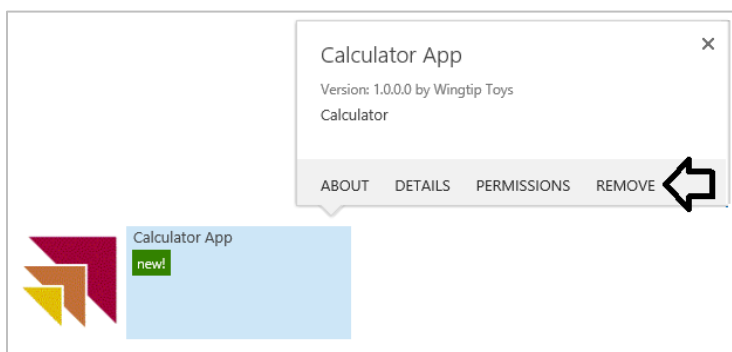 Calculator App
Version: 1.0.0.0 by Wingtip Toys
Calculator
ABOUT DETAILS PERMISSIONS REMOVE
Calculator App
new!